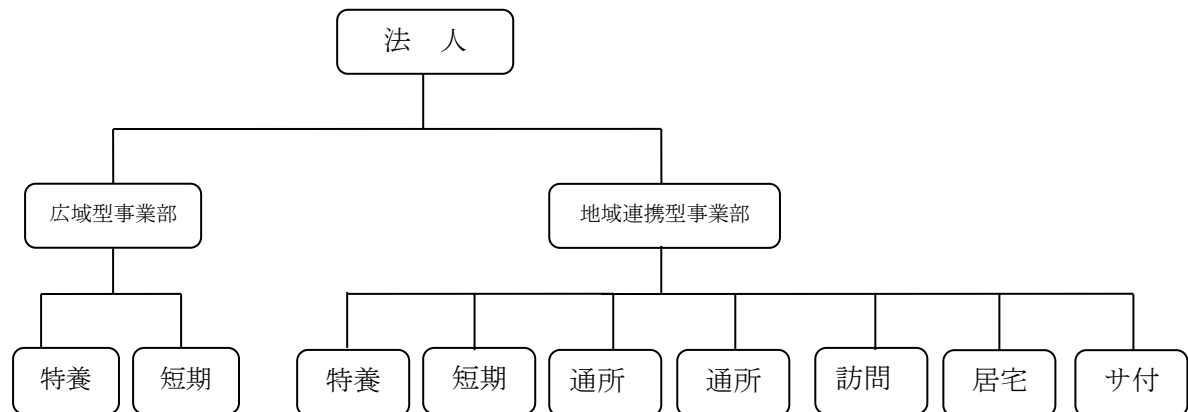 法　人
広域型事業部
地域連携型事業部
特養
短期
特養
短期
通所
通所
訪問
居宅
サ付